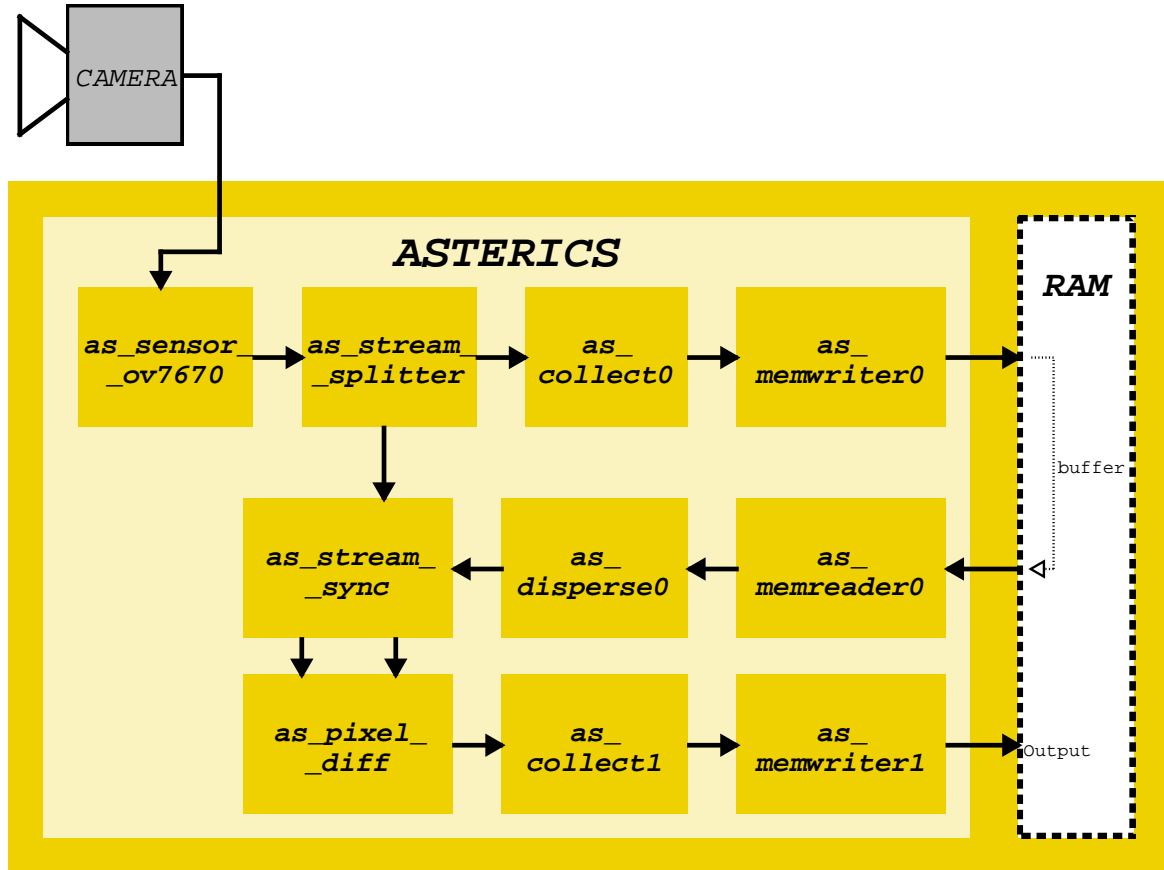 CAMERA
ASTERICS
RAM
as_sensor_
_ov7670
as_stream_
_splitter
as_
collect0
as_
memwriter0
buffer
as_stream_
_sync
as_
disperse0
as_
memreader0
as_pixel_
_diff
as_
collect1
as_
memwriter1
Output